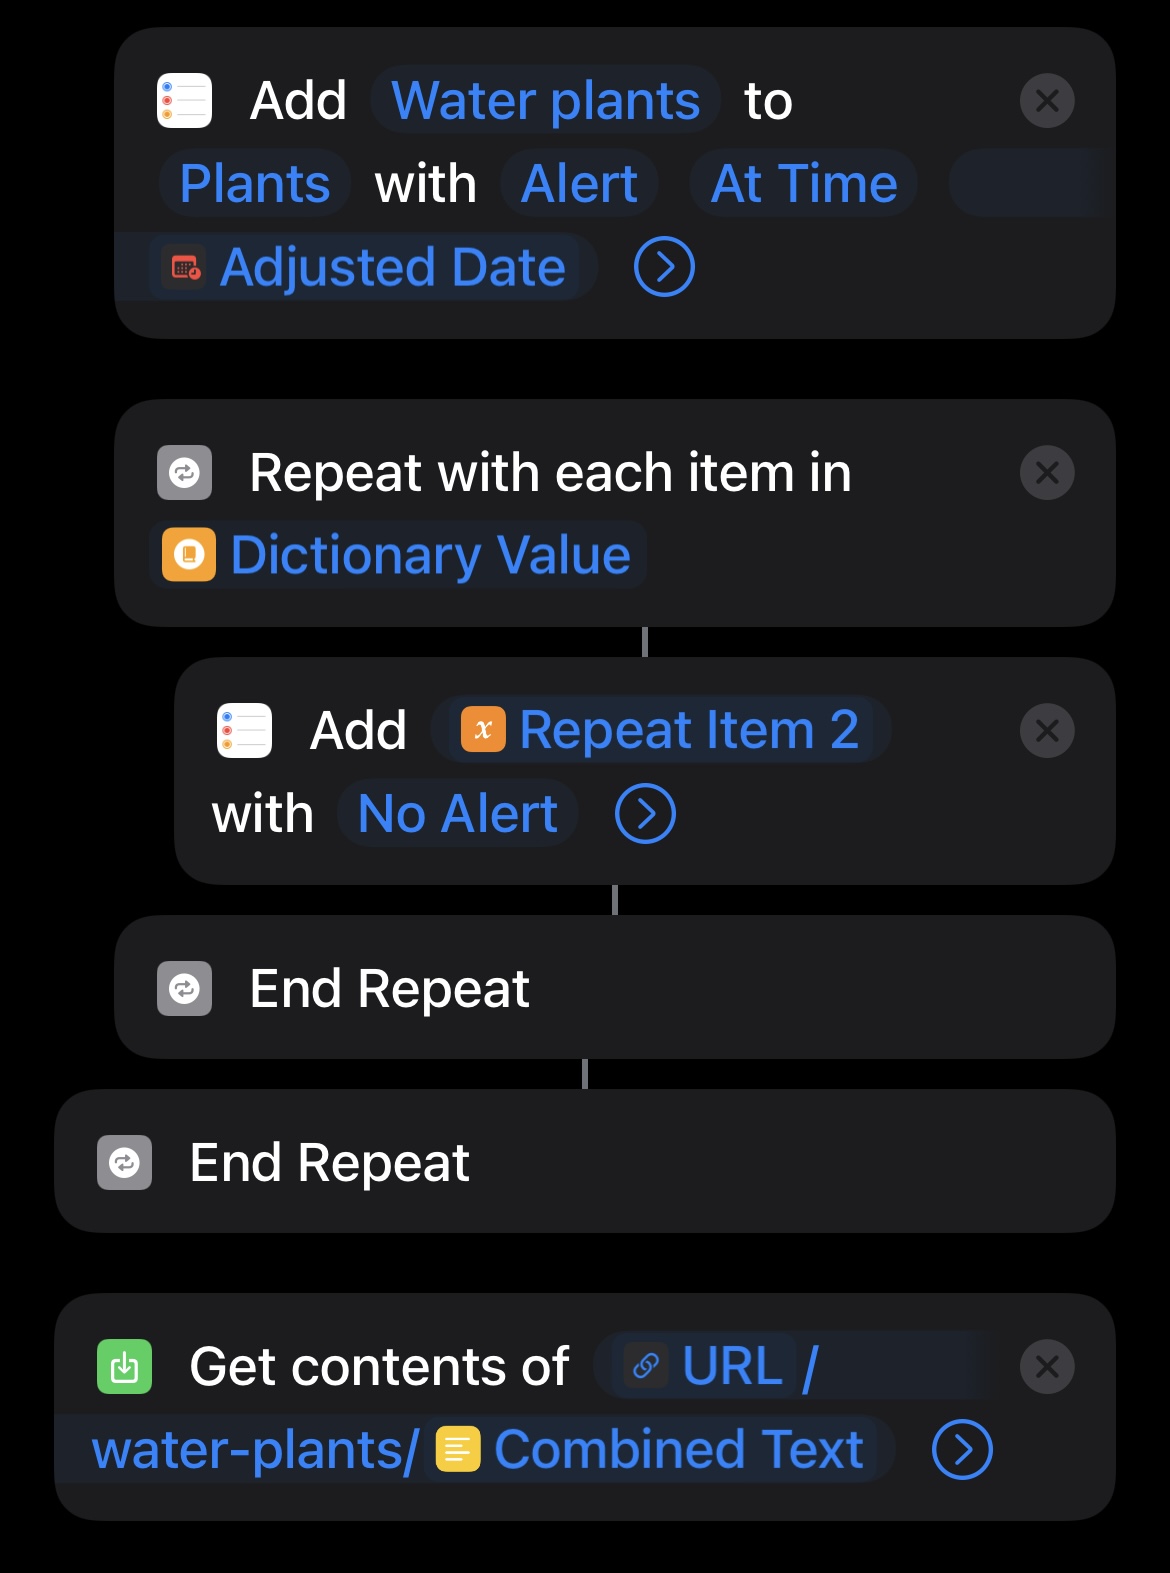 Add Water plants to
Plants with Alert At Time
Adjusted Date
Repeat with each item in
Dictionary Value
Add x Repeat Item 2
with No Alert
End Repeat
End Repeat
Get contents of URL /
water-plants/ Combined Text